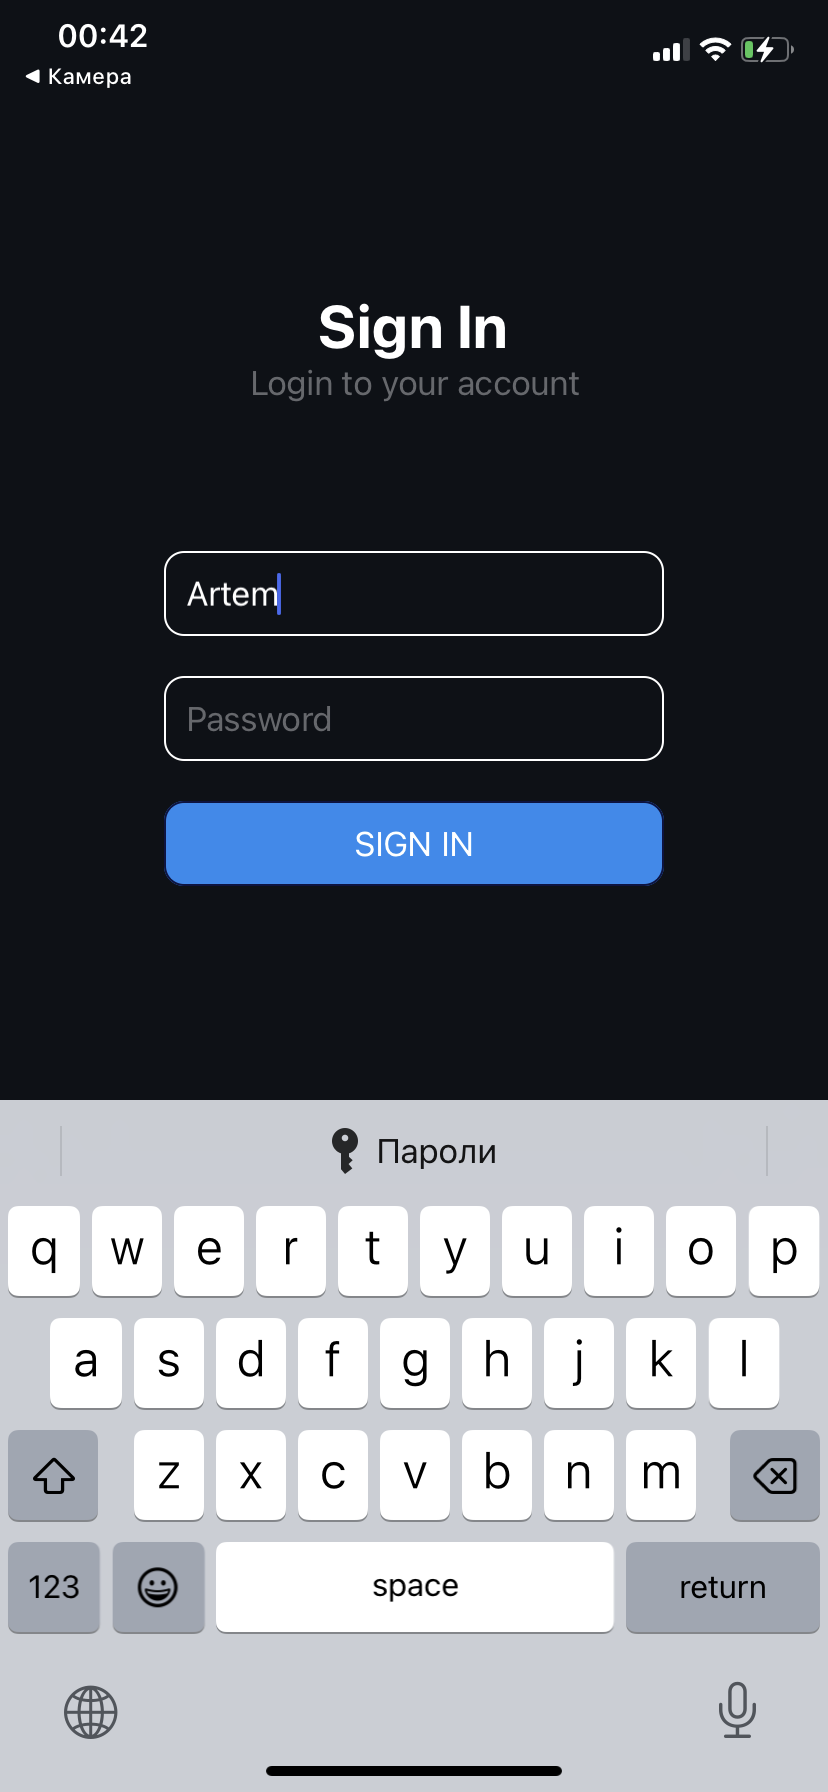 00:42
◀ Камера
Sign In
Login to your account
Artem
Password
SIGN IN
Пароли
q w e r t y u i o p
a s d f g h j k l
z x c v b n m
123 space return